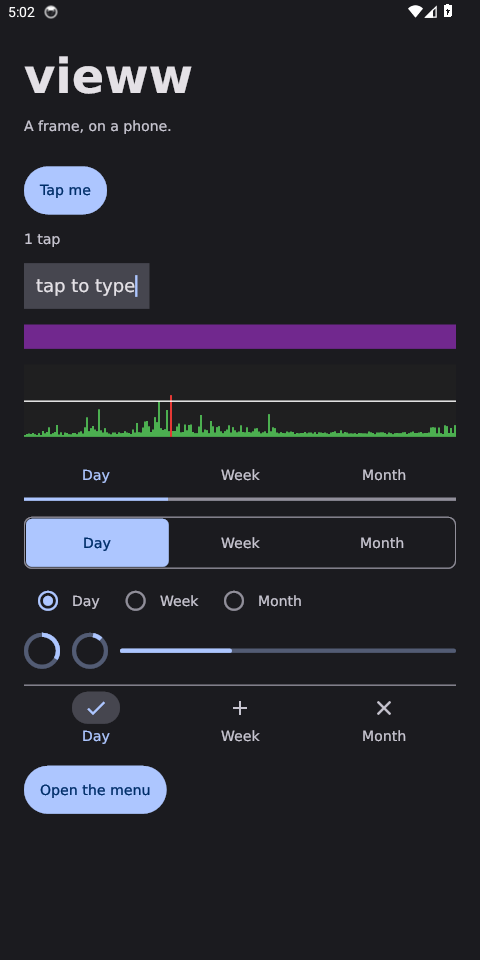 5:02
vieww
A frame, on a phone.
Tap me
1 tap
tap to type
Day Week Month
Day Week Month
Day Week Month
Day Week Month
Open the menu